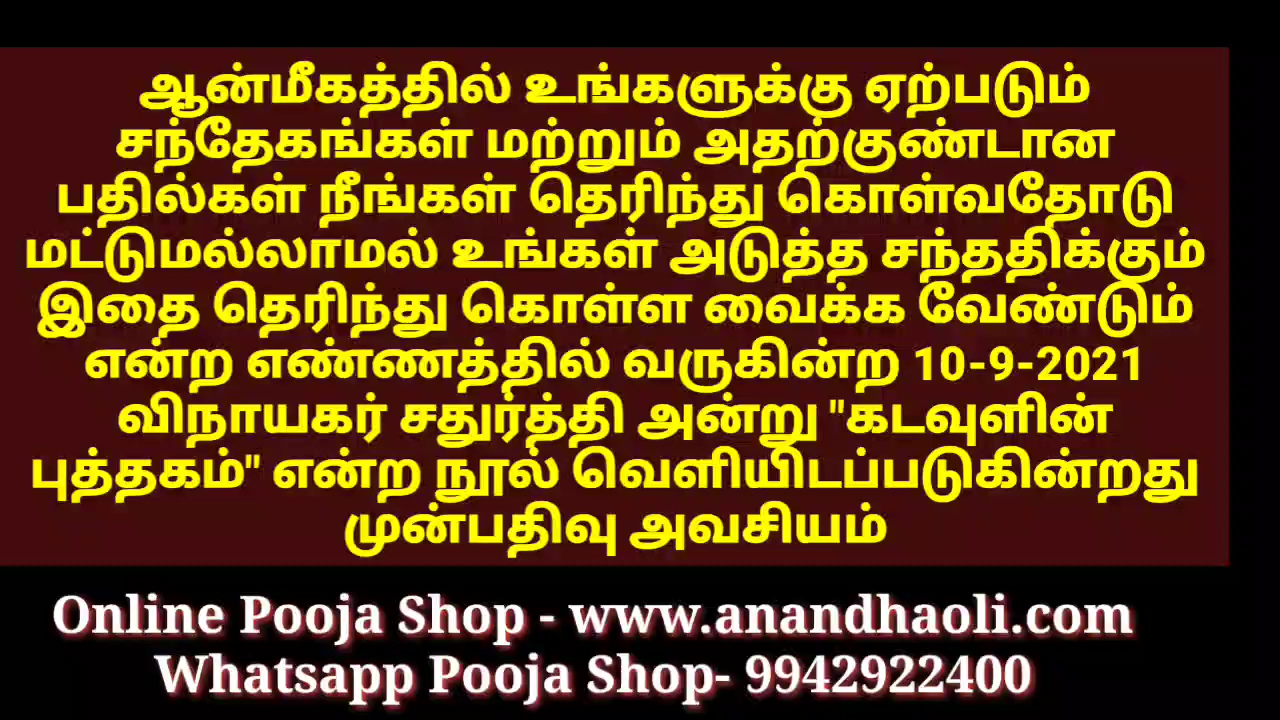 ஆன்மீகத்தில் உங்களுக்கு ஏற்படும்
சந்தேகங்கள் மற்றும் அதற்குண்டான
பதில்கள் நீங்கள் தெரிந்து கொள்வதோடு
மட்டுமல்லாமல் உங்கள் அடுத்த சந்ததிக்கும்
இதை தெரிந்து கொள்ள வைக்க வேண்டும்
என்ற எண்ணத்தில் வருகின்ற 10-9-2021
விநாயகர் சதுர்த்தி அன்று "கடவுளின்
புத்தகம்" என்ற நூல் வெளியிடப்படுகின்றது
முன்பதிவு அவசியம்
Online Pooja Shop - www.anandhaoli.com
Whatsapp Pooja Shop- 9942922400